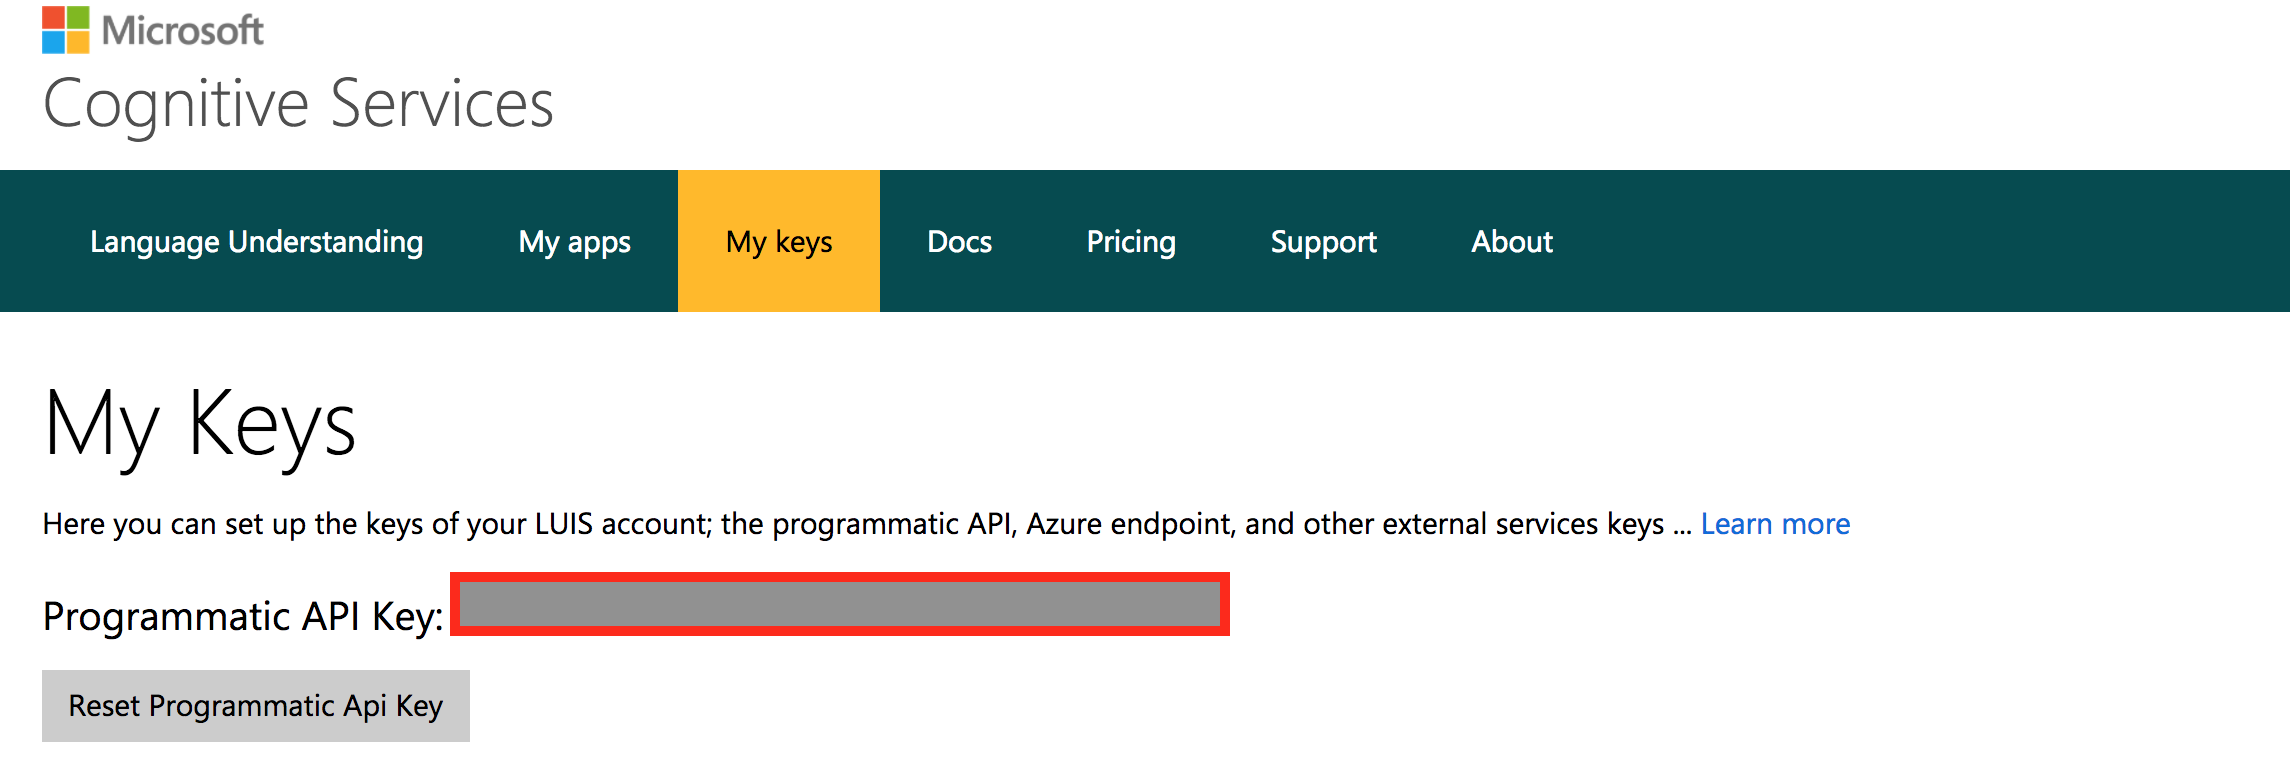 Microsoft
Cognitive Services
Language Understanding My apps My keys Docs Pricing Support About
My Keys
Here you can set up the keys of your LUIS account; the programmatic API, Azure endpoint, and other external services keys ... Learn more
Programmatic API Key:
Reset Programmatic Api Key